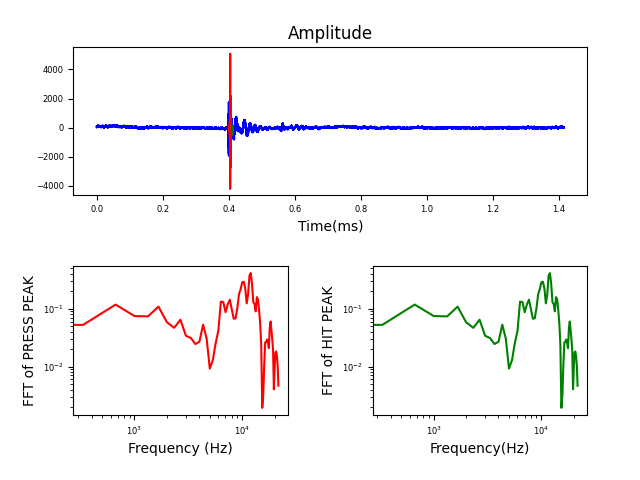 Amplitude
4000
2000
0
−2000
−4000
0.0 0.2 0.4 0.6 0.8 1.0 1.2 1.4
Time(ms)
FFT of PRESS PEAK
10⁻¹
10⁻²
10³ 10⁴
Frequency (Hz)
FFT of HIT PEAK
10⁻¹
10⁻²
10³ 10⁴
Frequency(Hz)